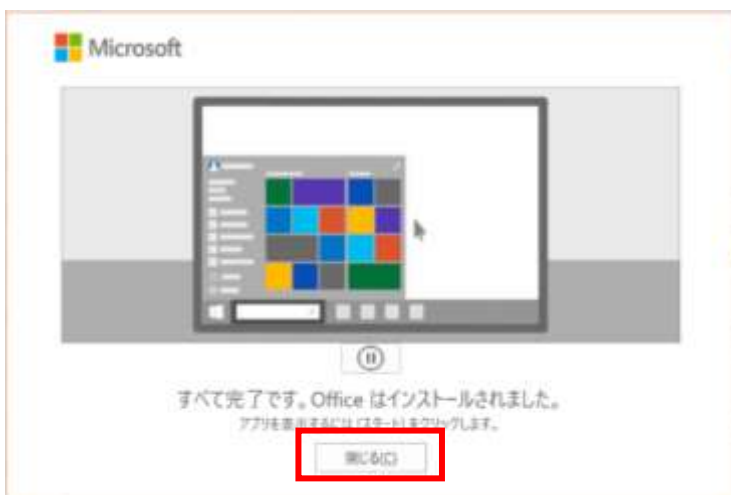 Microsoft
すべて完了です。Office はインストールされました。
アプリを表示するには [スタート] をクリックします。
閉じる(C)